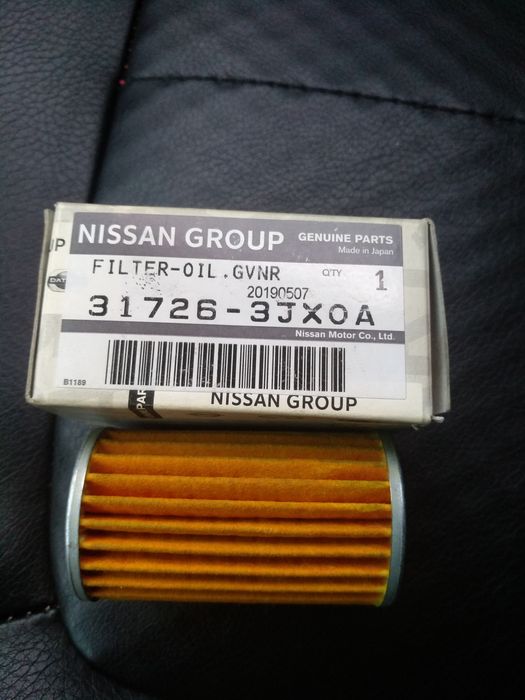 NISSAN GROUP GENUINE PARTS
Made in Japan
FILTER-OIL.GVNR Q'TY 1
20190507
31726-3JX0A
Nissan Motor Co., Ltd.
B1189
NISSAN GROUP